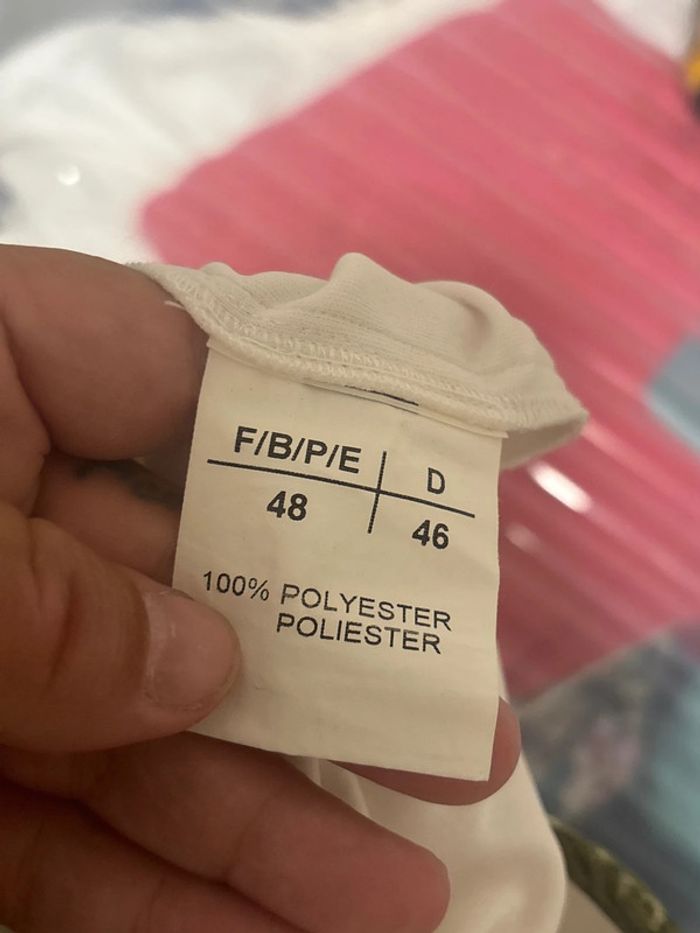 F/B/P/E D
48 46
100% POLYESTER
POLIESTER